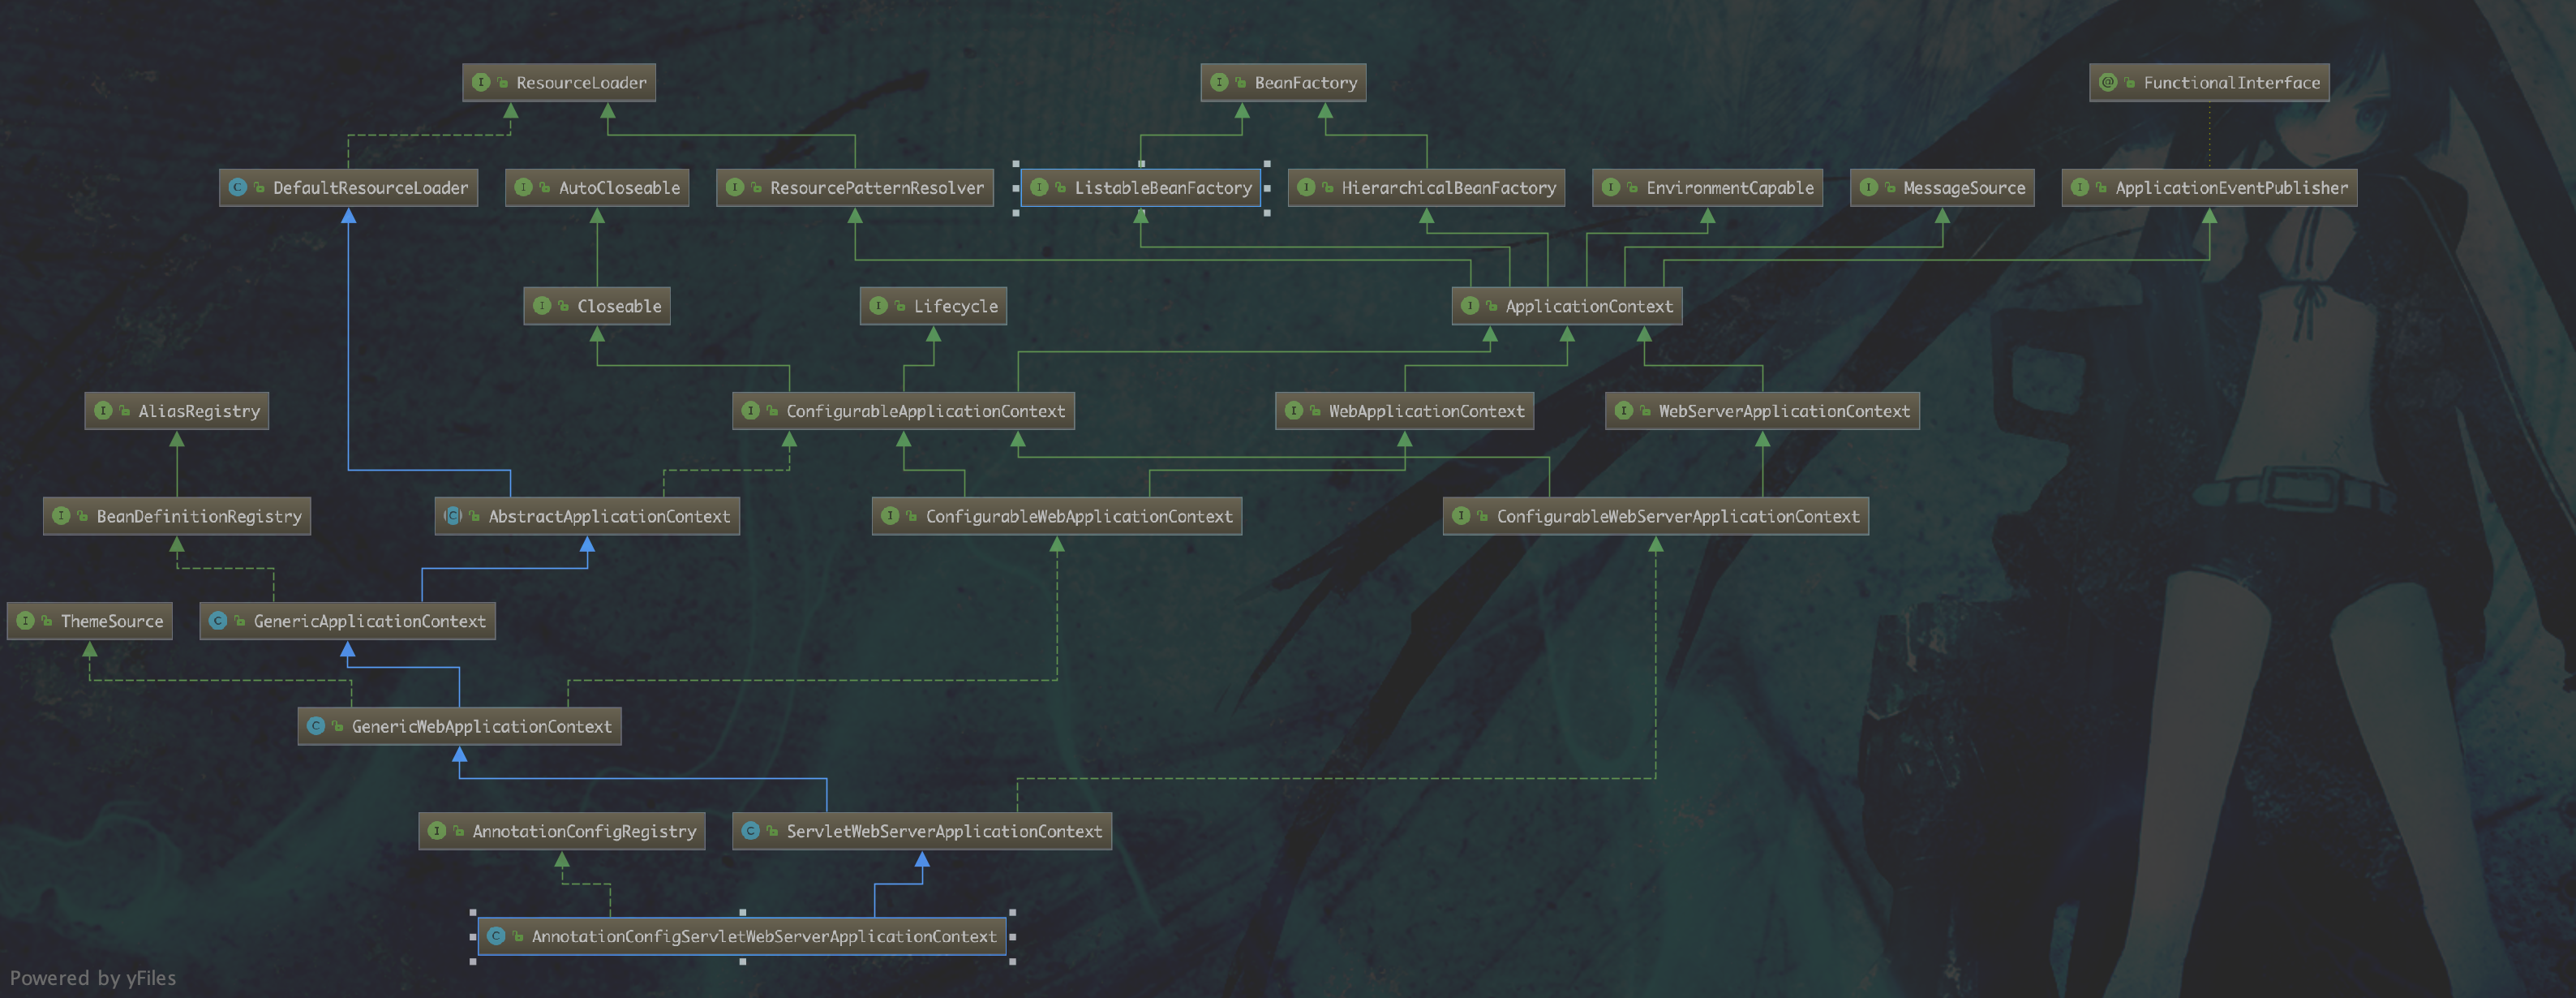 ResourceLoader
BeanFactory
FunctionalInterface
DefaultResourceLoader
AutoCloseable
ResourcePatternResolver
ListableBeanFactory
HierarchicalBeanFactory
EnvironmentCapable
MessageSource
ApplicationEventPublisher
Closeable
Lifecycle
ApplicationContext
AliasRegistry
ConfigurableApplicationContext
WebApplicationContext
WebServerApplicationContext
BeanDefinitionRegistry
AbstractApplicationContext
ConfigurableWebApplicationContext
ConfigurableWebServerApplicationContext
ThemeSource
GenericApplicationContext
GenericWebApplicationContext
AnnotationConfigRegistry
ServletWebServerApplicationContext
AnnotationConfigServletWebServerApplicationContext
Powered by yFiles